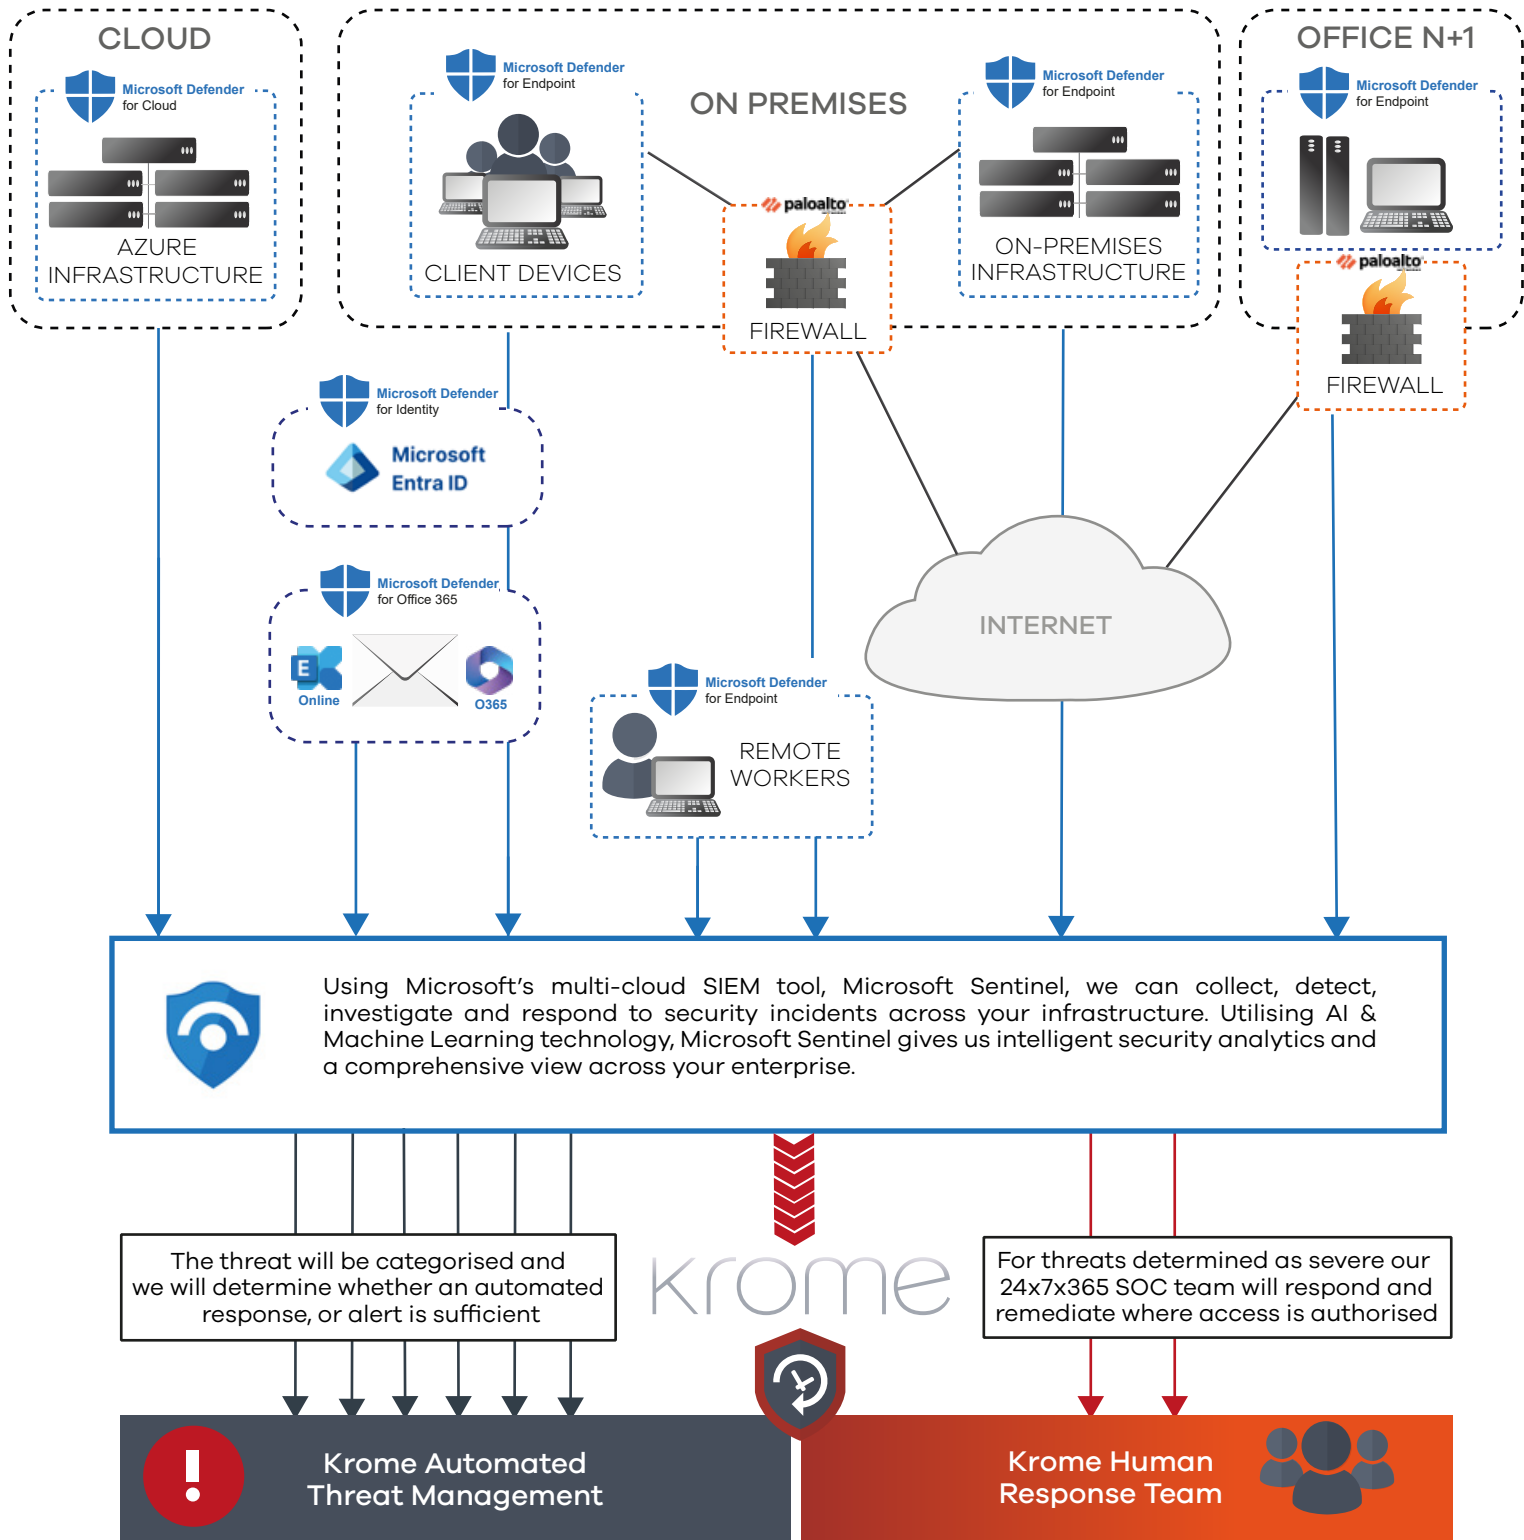 CLOUD
Microsoft Defender
for Cloud
AZURE
INFRASTRUCTURE
ON PREMISES
Microsoft Defender
for Endpoint
CLIENT DEVICES
paloalto
FIREWALL
Microsoft Defender
for Endpoint
ON-PREMISES
INFRASTRUCTURE
OFFICE N+1
Microsoft Defender
for Endpoint
paloalto
FIREWALL
Microsoft Defender
for Identity
Microsoft
Entra ID
Microsoft Defender
for Office 365
E
Online
O365
INTERNET
Microsoft Defender
for Endpoint
REMOTE
WORKERS
Using Microsoft's multi-cloud SIEM tool, Microsoft Sentinel, we can collect, detect,
investigate and respond to security incidents across your infrastructure. Utilising AI &
Machine Learning technology, Microsoft Sentinel gives us intelligent security analytics and
a comprehensive view across your enterprise.
The threat will be categorised and
we will determine whether an automated
response, or alert is sufficient
krome
For threats determined as severe our
24x7x365 SOC team will respond and
remediate where access is authorised
Krome Automated
Threat Management
Krome Human
Response Team